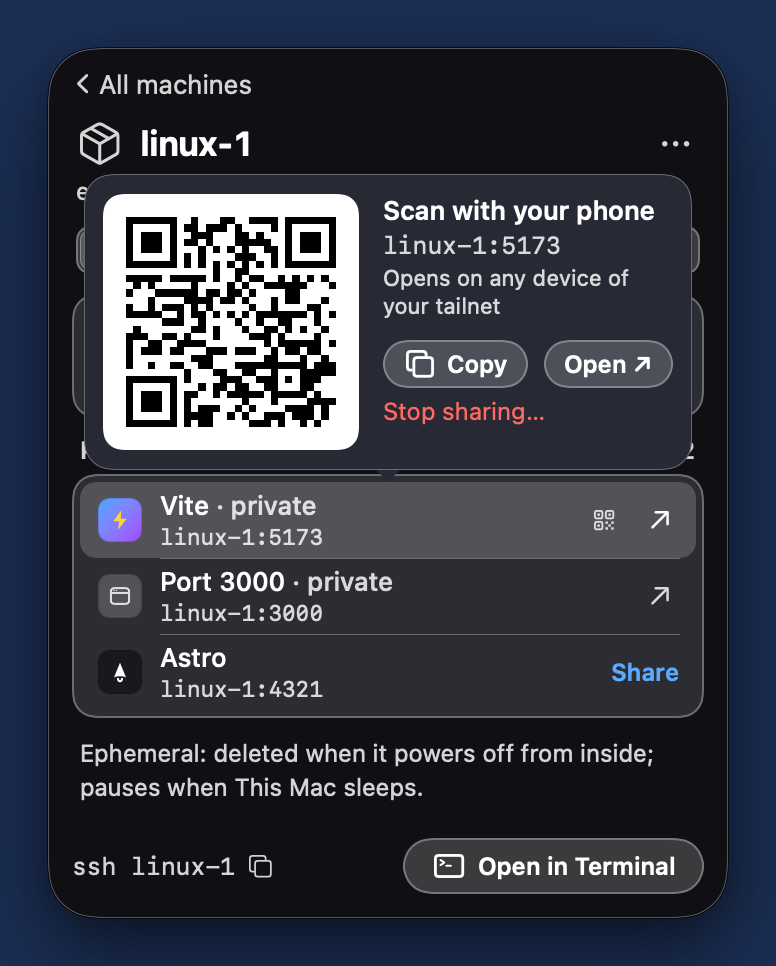 All machines
linux-1
Scan with your phone
linux-1:5173
Opens on any device of
your tailnet
Copy
Open
Stop sharing...
Vite · private
linux-1:5173
Port 3000 · private
linux-1:3000
Astro
linux-1:4321
Share
Ephemeral: deleted when it powers off from inside;
pauses when This Mac sleeps.
ssh linux-1
Open in Terminal